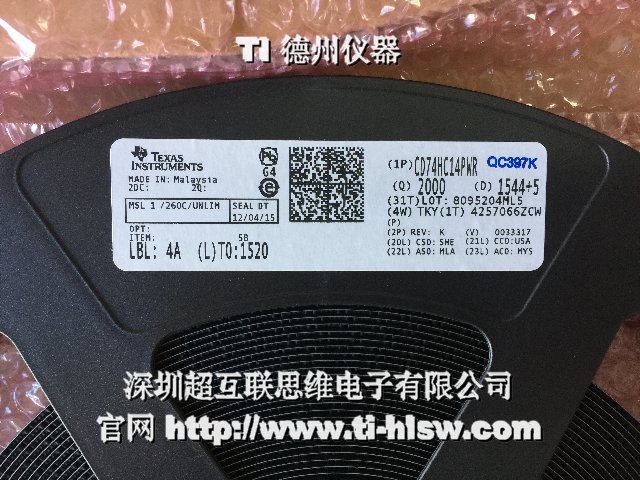 TI 德州仪器
TEXAS
INSTRUMENTS
MADE IN: Malaysia
2DC: 2Q:
MSL 1 /260C/UNLIM SEAL DT
12/04/15
OPT:
ITEM: 58
LBL: 4A (L)TO:1520
G4
(1P) CD74HC14PWR QC397K
(Q) 2000 (D) 1544+5
(31T)LOT: 8095204ML5
(4W) TKY(1T) 4257066ZCW
(P)
(2P) REV: K (V) 0033317
(20L) CSO: SHE (21L) CCO:USA
(22L) ASO: MLA (23L) ACO: MYS
深圳超互联思维电子有限公司
官网 http://www.ti-hlsw.com